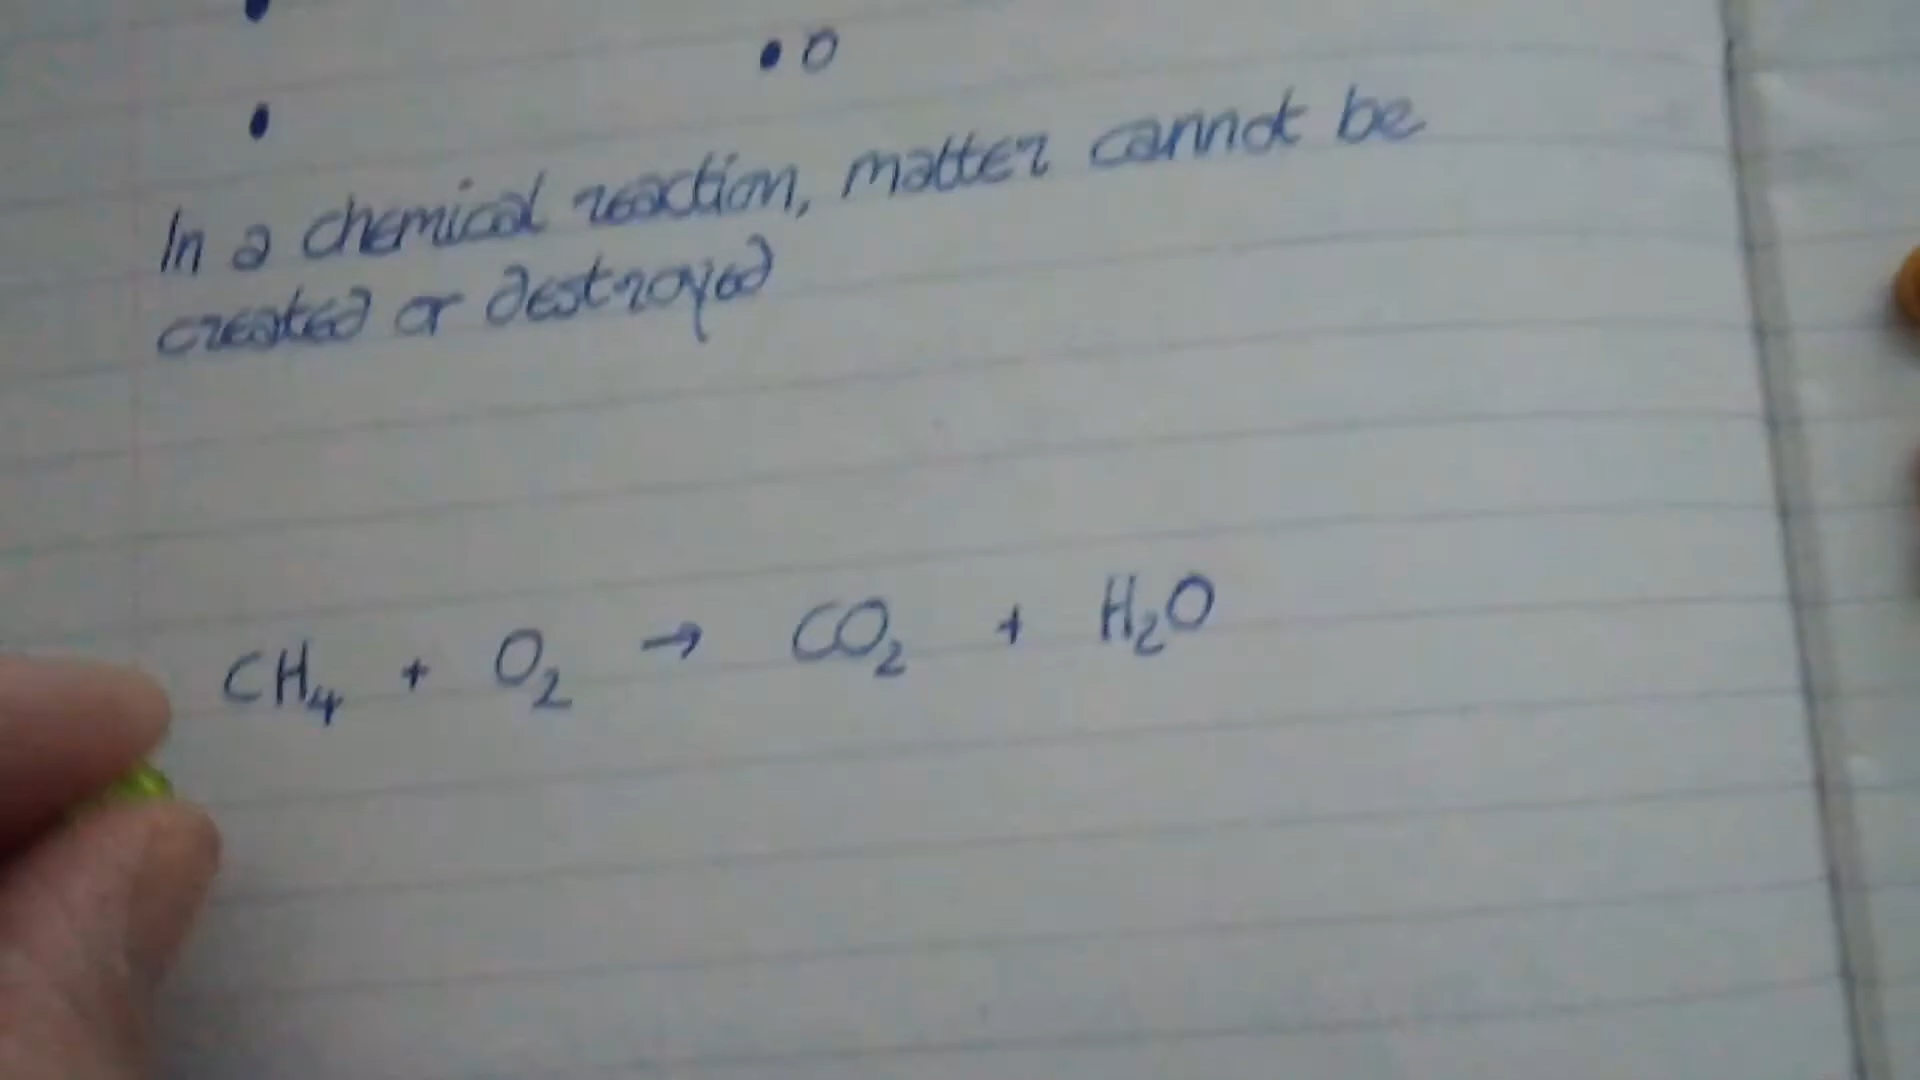 • O
In a chemical reaction, matter cannot be
created or destroyed
CH₄ + O₂ → CO₂ + H₂O